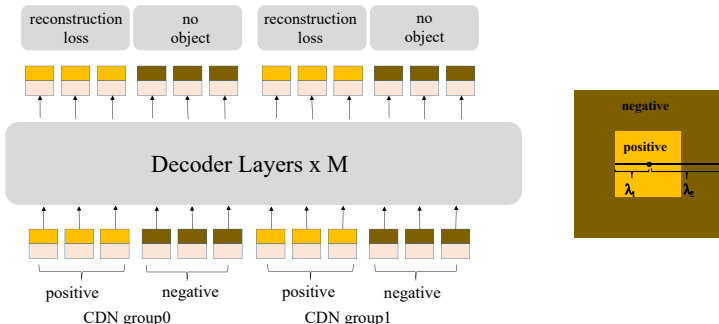 reconstruction
loss
no
object
reconstruction
loss
no
object
Decoder Layers x M
positive
negative
positive
negative
CDN group0
CDN group1
negative
positive
λ₁
λ₂